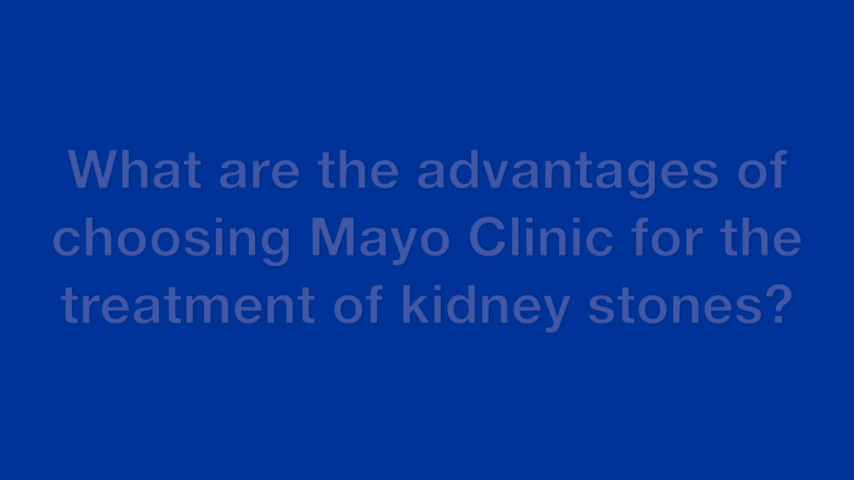 What are the advantages of
choosing Mayo Clinic for the
treatment of kidney stones?